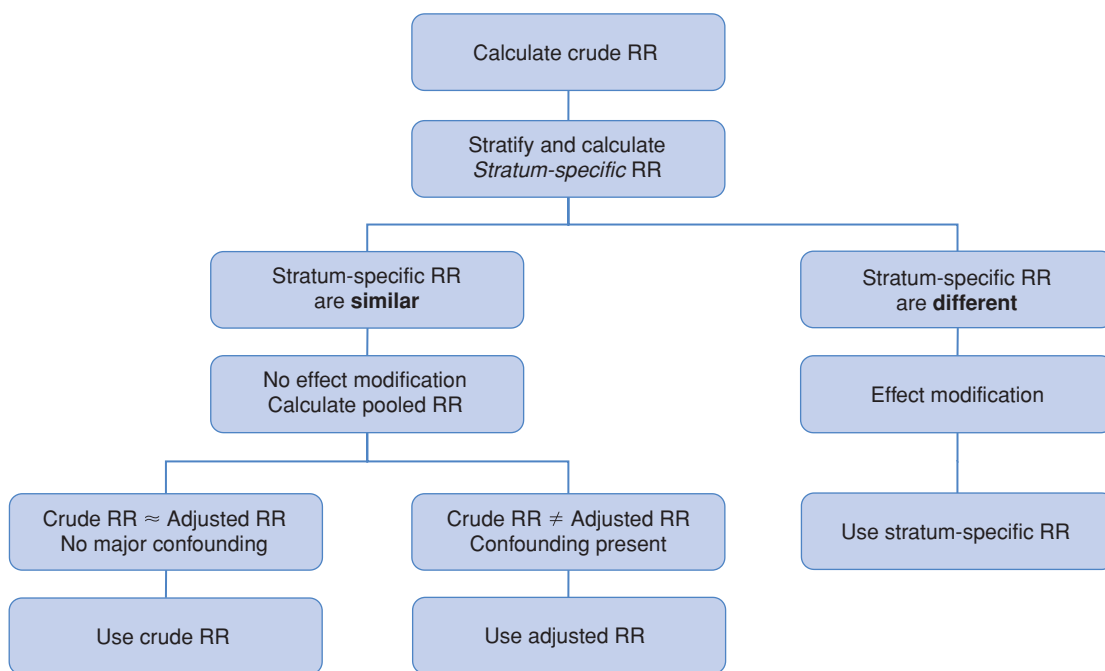 Calculate crude RR
Stratify and calculate
Stratum-specific RR
Stratum-specific RR
are similar
Stratum-specific RR
are different
No effect modification
Calculate pooled RR
Effect modification
Crude RR ≈ Adjusted RR
No major confounding
Crude RR ≠ Adjusted RR
Confounding present
Use stratum-specific RR
Use crude RR
Use adjusted RR